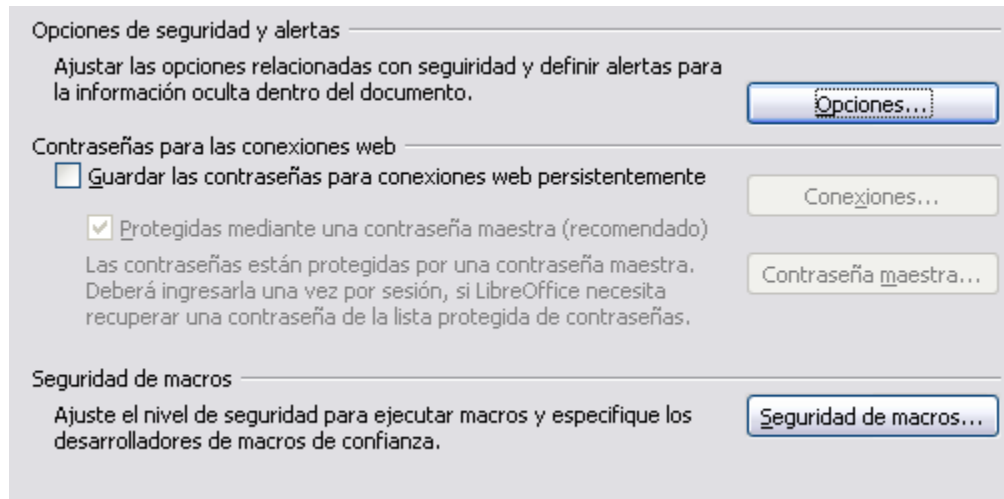 Opciones de seguridad y alertas
Ajustar las opciones relacionadas con seguiridad y definir alertas para
la información oculta dentro del documento.
Opciones...
Contraseñas para las conexiones web
Guardar las contraseñas para conexiones web persistentemente
Conexiones...
Protegidas mediante una contraseña maestra (recomendado)
Las contraseñas están protegidas por una contraseña maestra.
Deberá ingresarla una vez por sesión, si LibreOffice necesita
recuperar una contraseña de la lista protegida de contraseñas.
Contraseña maestra...
Seguridad de macros
Ajuste el nivel de seguridad para ejecutar macros y especifique los
desarrolladores de macros de confianza.
Seguridad de macros...